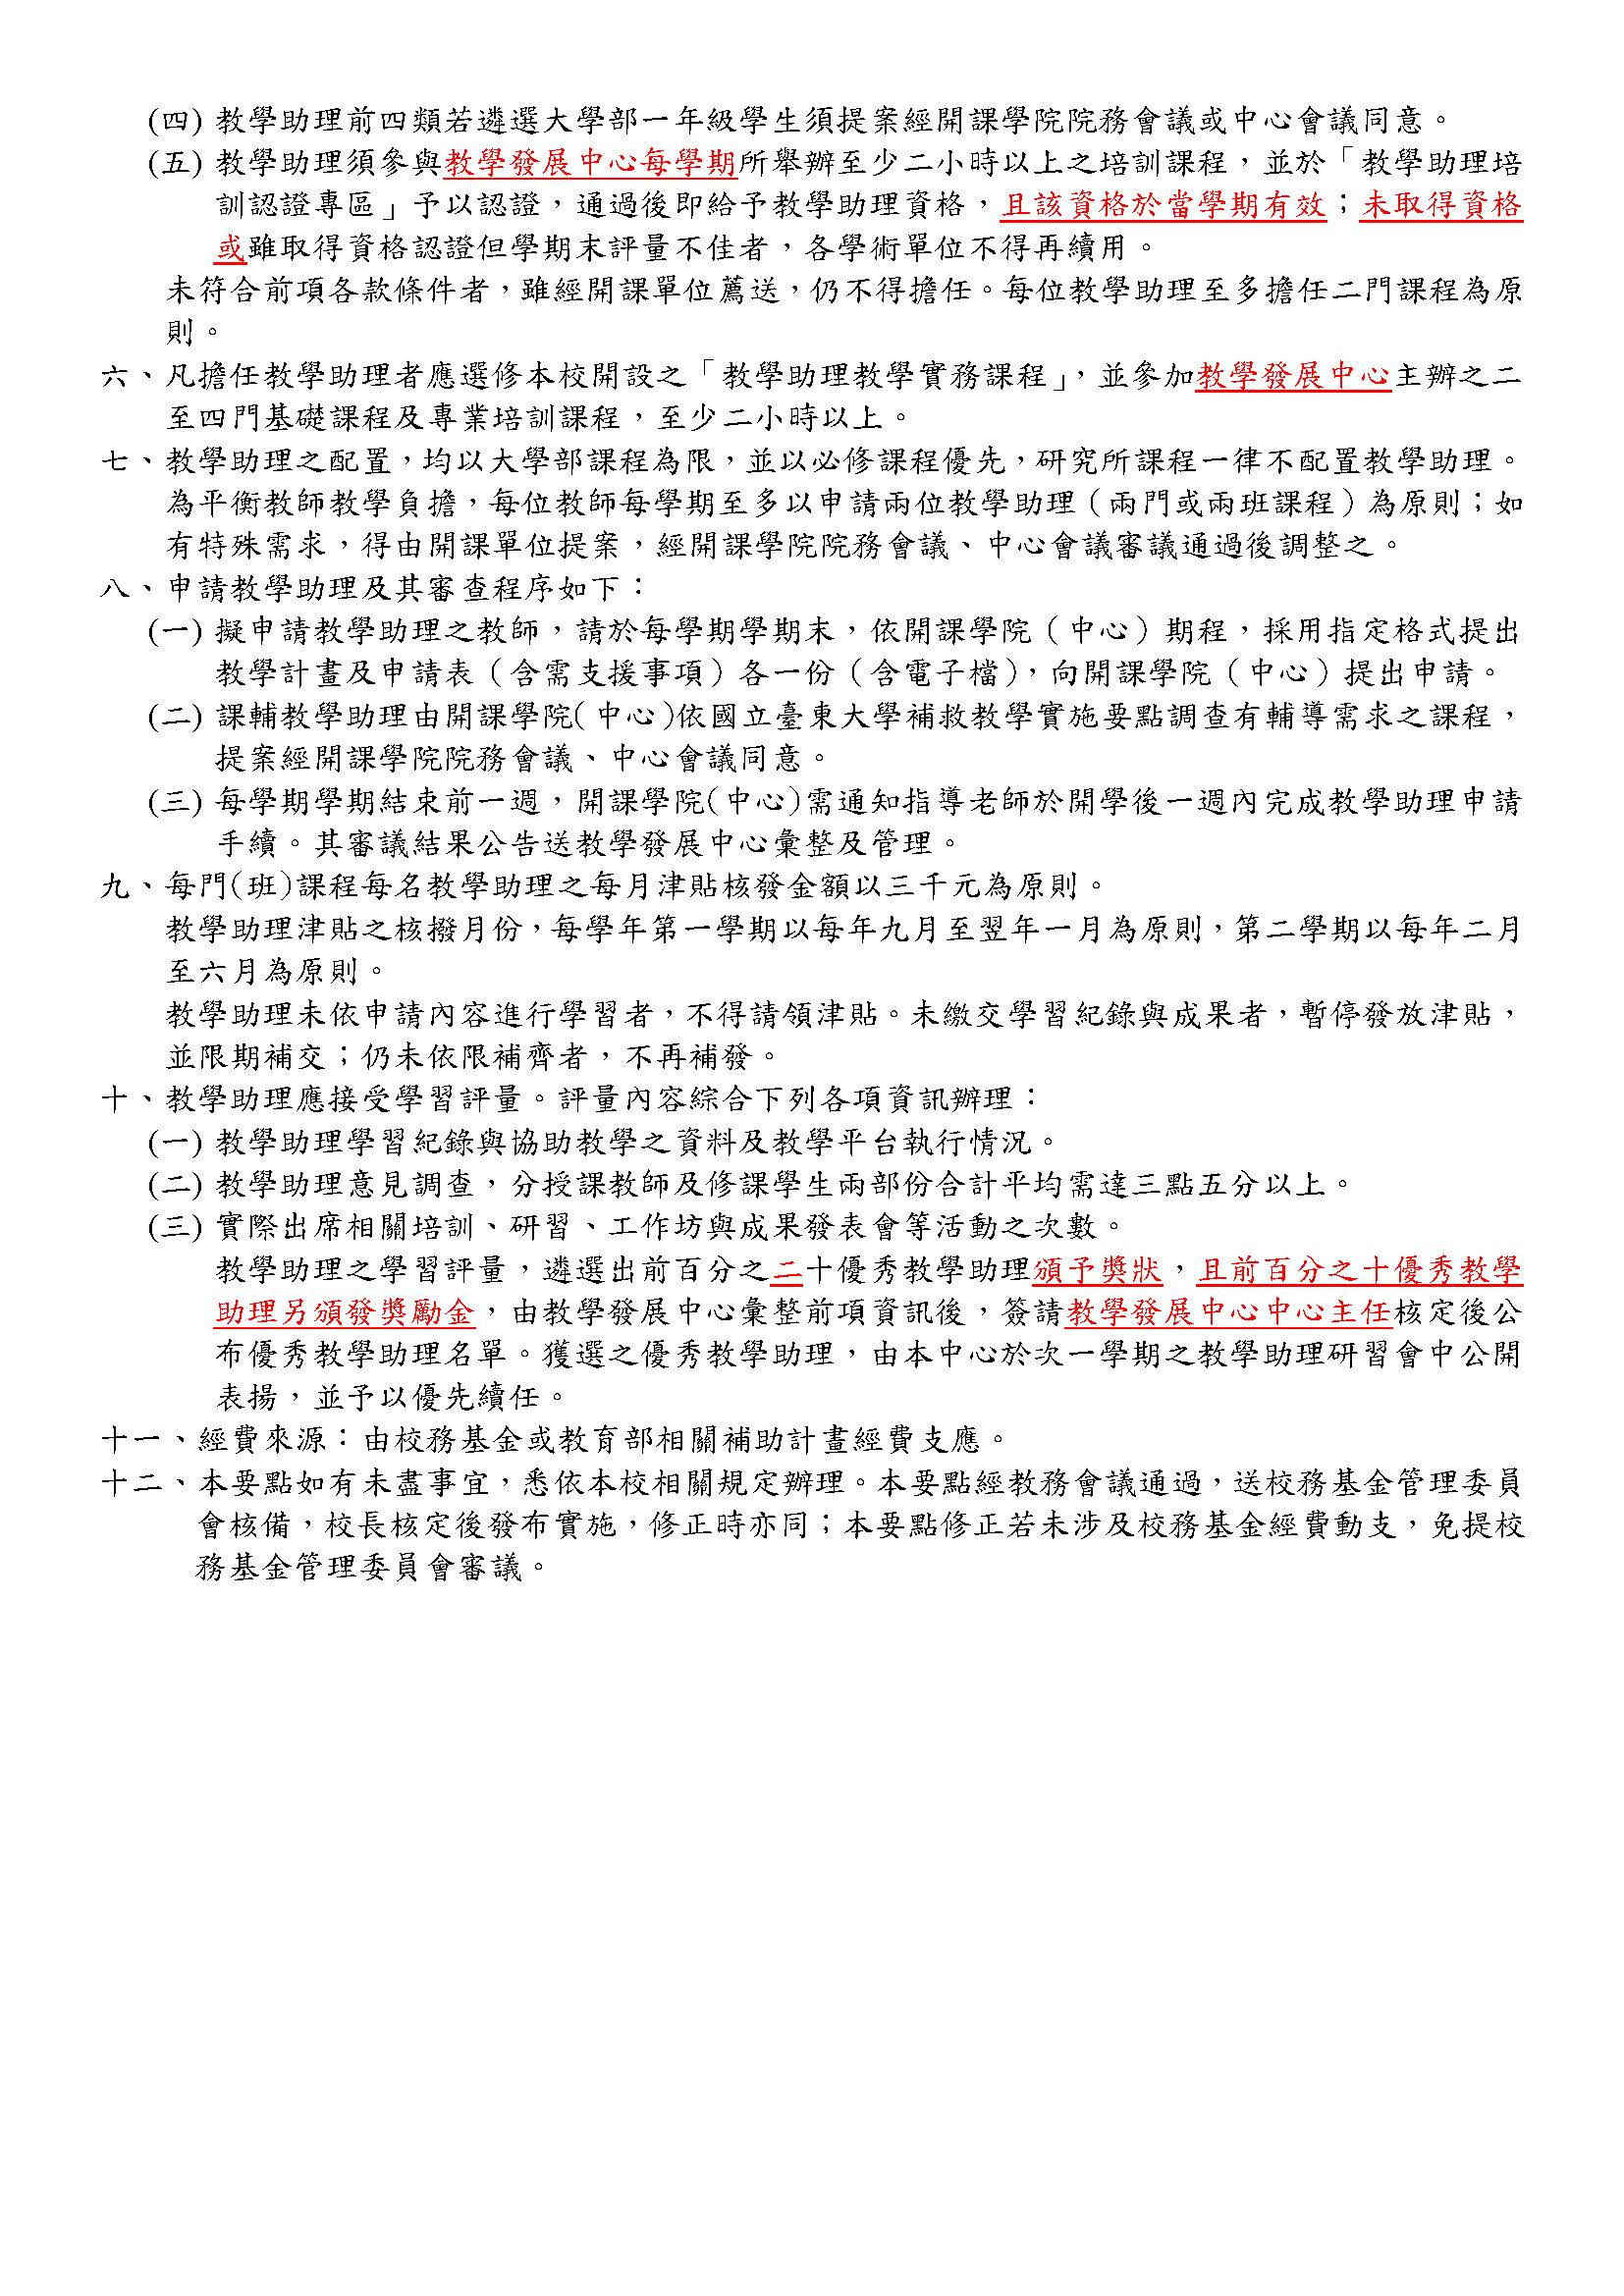 (四) 教學助理前四類若遴選大學部一年級學生須提案經開課學院院務會議或中心會議同意。
(五) 教學助理須參與教學發展中心每學期所舉辦至少二小時以上之培訓課程，並於「教學助理培
訓認證專區」予以認證，通過後即給予教學助理資格，且該資格於當學期有效；未取得資格
或雖取得資格認證但學期末評量不佳者，各學術單位不得再續用。
未符合前項各款條件者，雖經開課單位薦送，仍不得擔任。每位教學助理至多擔任二門課程為原
則。
六、凡擔任教學助理者應選修本校開設之「教學助理教學實務課程」，並參加教學發展中心主辦之二
至四門基礎課程及專業培訓課程，至少二小時以上。
七、教學助理之配置，均以大學部課程為限，並以必修課程優先，研究所課程一律不配置教學助理。
為平衡教師教學負擔，每位教師每學期至多以申請兩位教學助理（兩門或兩班課程）為原則；如
有特殊需求，得由開課單位提案，經開課學院院務會議、中心會議審議通過後調整之。
八、申請教學助理及其審查程序如下：
(一) 擬申請教學助理之教師，請於每學期學期末，依開課學院（中心）期程，採用指定格式提出
教學計畫及申請表（含需支援事項）各一份（含電子檔），向開課學院（中心）提出申請。
(二) 課輔教學助理由開課學院(中心)依國立臺東大學補救教學實施要點調查有輔導需求之課程，
提案經開課學院院務會議、中心會議同意。
(三) 每學期學期結束前一週，開課學院(中心)需通知指導老師於開學後一週內完成教學助理申請
手續。其審議結果公告送教學發展中心彙整及管理。
九、每門(班)課程每名教學助理之每月津貼核發金額以三千元為原則。
教學助理津貼之核撥月份，每學年第一學期以每年九月至翌年一月為原則，第二學期以每年二月
至六月為原則。
教學助理未依申請內容進行學習者，不得請領津貼。未繳交學習紀錄與成果者，暫停發放津貼，
並限期補交；仍未依限補齊者，不再補發。
十、教學助理應接受學習評量。評量內容綜合下列各項資訊辦理：
(一) 教學助理學習紀錄與協助教學之資料及教學平台執行情況。
(二) 教學助理意見調查，分授課教師及修課學生兩部份合計平均需達三點五分以上。
(三) 實際出席相關培訓、研習、工作坊與成果發表會等活動之次數。
教學助理之學習評量，遴選出前百分之二十優秀教學助理頒予獎狀，且前百分之十優秀教學
助理另頒發獎勵金，由教學發展中心彙整前項資訊後，簽請教學發展中心中心主任核定後公
布優秀教學助理名單。獲選之優秀教學助理，由本中心於次一學期之教學助理研習會中公開
表揚，並予以優先續任。
十一、經費來源：由校務基金或教育部相關補助計畫經費支應。
十二、本要點如有未盡事宜，悉依本校相關規定辦理。本要點經教務會議通過，送校務基金管理委員
會核備，校長核定後發布實施，修正時亦同；本要點修正若未涉及校務基金經費動支，免提校
務基金管理委員會審議。